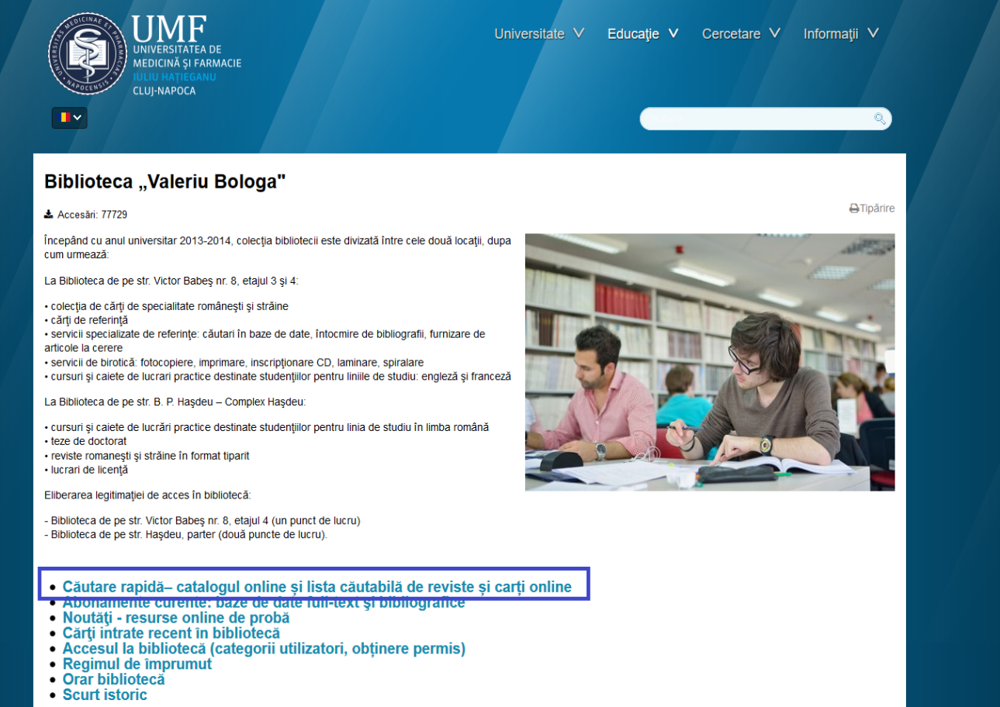 UNIVERSITAS MEDICINAE ET PHARMACIAE
NAPOCENSIS
UMF
UNIVERSITATEA DE
MEDICINĂ ȘI FARMACIE
IULIU HAȚIEGANU
CLUJ-NAPOCA
Universitate
Educaţie
Cercetare
Informaţii
Biblioteca „Valeriu Bologa"
Accesări: 77729
Tipărire
Începând cu anul universitar 2013-2014, colecţia bibliotecii este divizată între cele două locaţii, dupa
cum urmează:
La Biblioteca de pe str. Victor Babeş nr. 8, etajul 3 şi 4:
• colecţia de cărţi de specialitate româneşti şi străine
• cărţi de referinţă
• servicii specializate de referinţe: căutari în baze de date, întocmire de bibliografii, furnizare de
articole la cerere
• servicii de birotică: fotocopiere, imprimare, inscripţionare CD, laminare, spiralare
• cursuri şi caiete de lucrari practice destinate studenţiilor pentru liniile de studiu: engleză şi franceză
La Biblioteca de pe str. B. P. Haşdeu – Complex Haşdeu:
• cursuri şi caiete de lucrări practice destinate studenţiilor pentru linia de studiu în limba română
• teze de doctorat
• reviste romaneşti şi străine în format tiparit
• lucrari de licenţă
Eliberarea legitimaţiei de acces în bibliotecă:
- Biblioteca de pe str. Victor Babeş nr. 8, etajul 4 (un punct de lucru)
- Biblioteca de pe str. Haşdeu, parter (două puncte de lucru).
• Căutare rapidă– catalogul online și lista căutabilă de reviste și carți online
• Abonamente curente: baze de date full-text şi bibliografice
• Noutăţi - resurse online de probă
• Cărţi intrate recent în bibliotecă
• Accesul la bibliotecă (categorii utilizatori, obținere permis)
• Regimul de împrumut
• Orar bibliotecă
• Scurt istoric